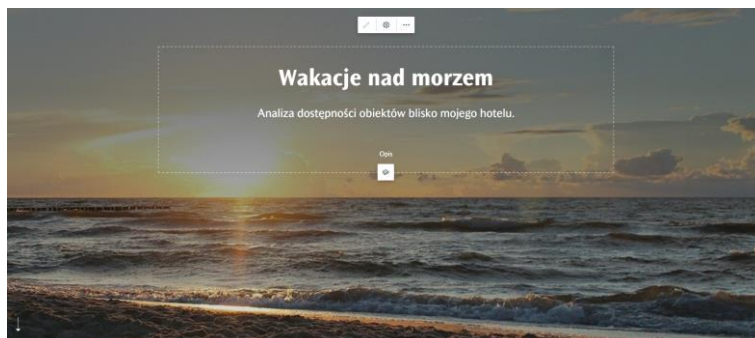 Wakacje nad morzem
Analiza dostępności obiektów blisko mojego hotelu.
Opis